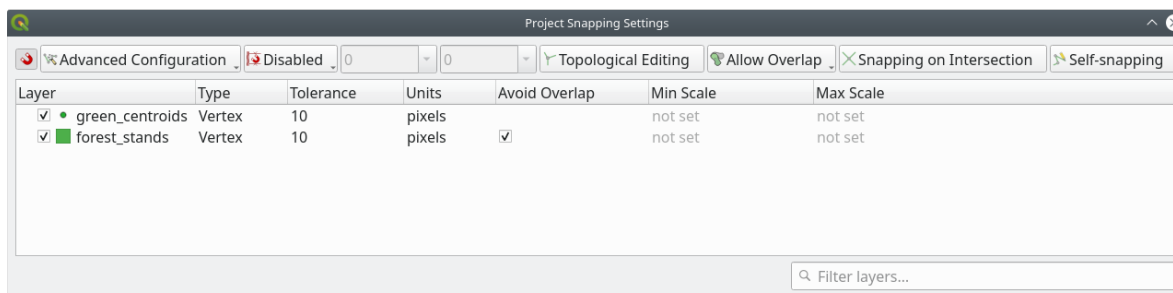 Project Snapping Settings
Advanced Configuration Disabled 0 0 Topological Editing Allow Overlap Snapping on Intersection Self-snapping
Layer Type Tolerance Units Avoid Overlap Min Scale Max Scale
green_centroids Vertex 10 pixels not set not set
forest_stands Vertex 10 pixels not set not set
Filter layers...